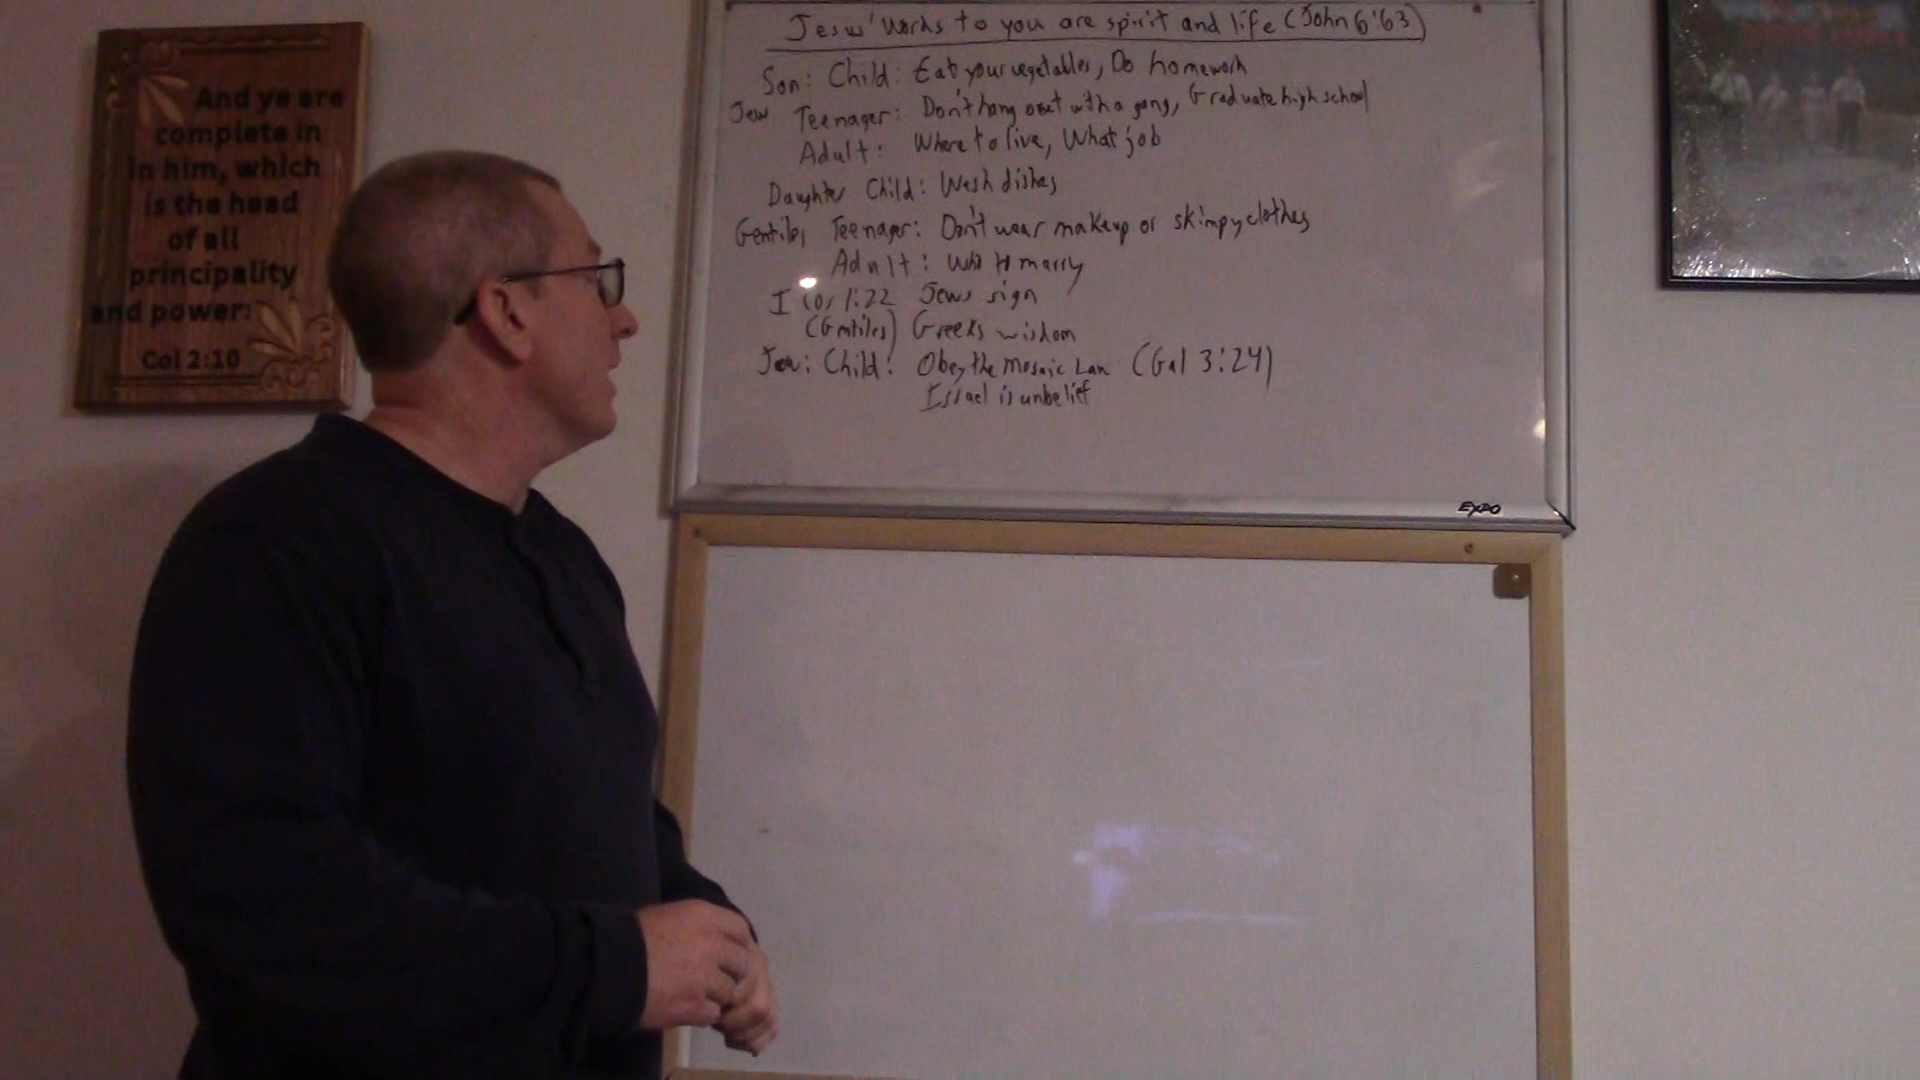 And ye are
complete in
in him, which
is the head
of all
principality
and power:
Col 2:10
Jesus' words to you are spirit and life (John 6:63)
Son: Child: Eat your vegetables, Do homework
Jew Teenager: Don't hang out with a gang, Graduate high school
Adult: Where to live, What job
Daughter Child: Wash dishes
Gentiles Teenager: Don't wear makeup or skimpy clothes
Adult: Who to marry
I Cor 1:22 Jews sign
(Gentiles) Greeks wisdom
Jew: Child: Obey the Mosaic Law (Gal 3:24)
Israel is unbelief
EXPO